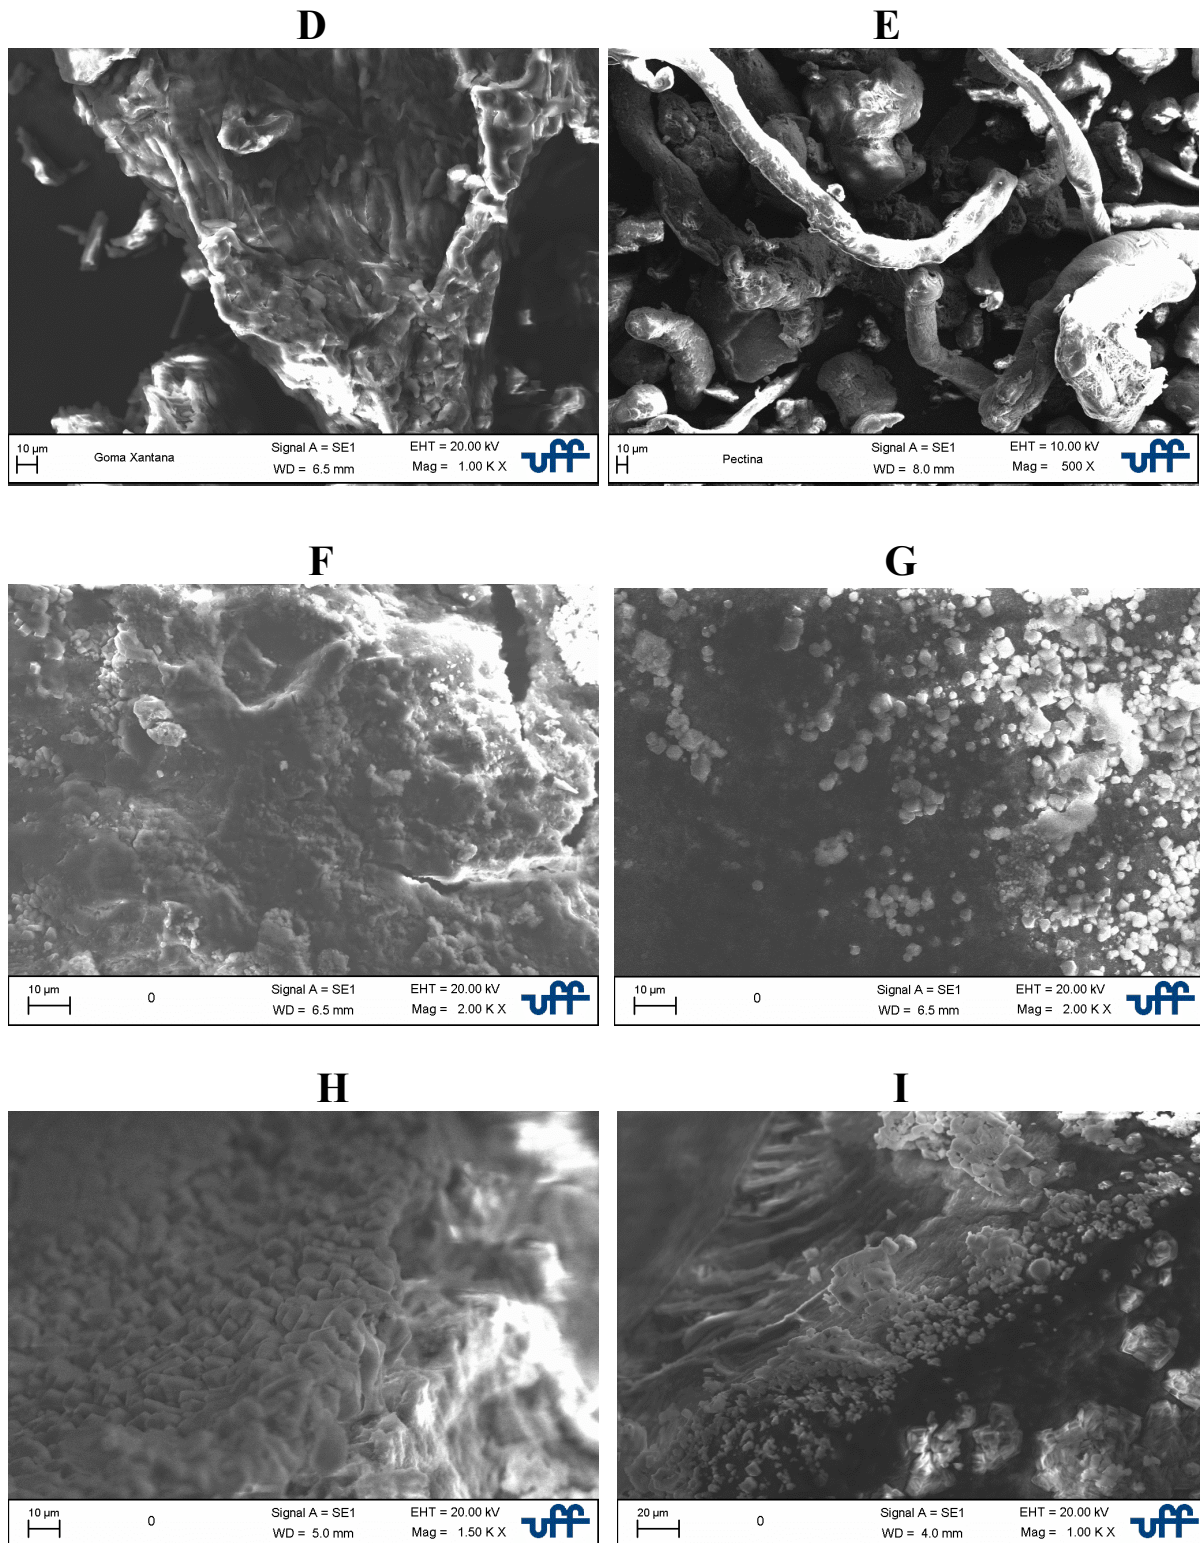 D
E
10 µm
Goma Xantana
Signal A = SE1
WD = 6.5 mm
EHT = 20.00 kV
Mag = 1.00 K X
uff
10 µm
Pectina
Signal A = SE1
WD = 8.0 mm
EHT = 10.00 kV
Mag = 500 X
uff
F
G
10 µm
0
Signal A = SE1
WD = 6.5 mm
EHT = 20.00 kV
Mag = 2.00 K X
uff
10 µm
0
Signal A = SE1
WD = 6.5 mm
EHT = 20.00 kV
Mag = 2.00 K X
uff
H
I
10 µm
0
Signal A = SE1
WD = 5.0 mm
EHT = 20.00 kV
Mag = 1.50 K X
uff
20 µm
0
Signal A = SE1
WD = 4.0 mm
EHT = 20.00 kV
Mag = 1.00 K X
uff